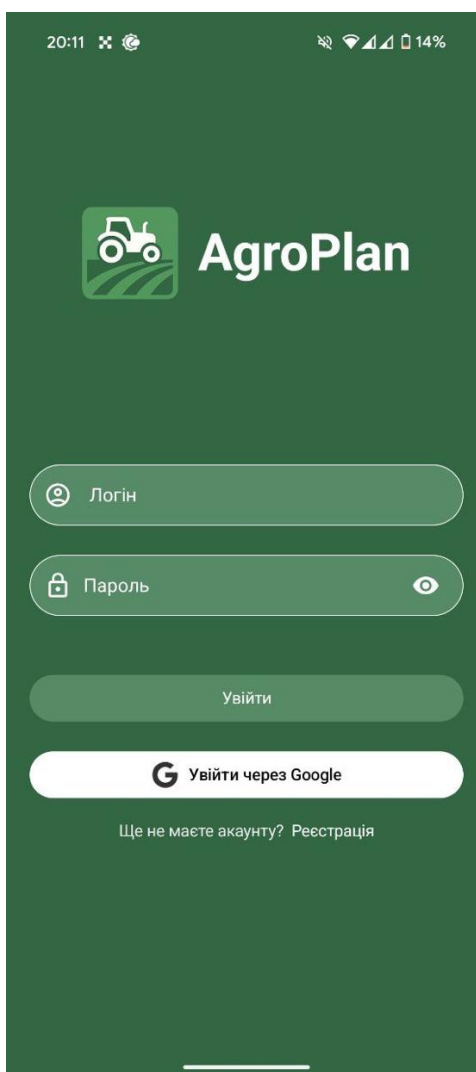 20:11 14%
AgroPlan
Логін
Пароль
Увійти
G Увійти через Google
Ще не маєте акаунту? Реєстрація